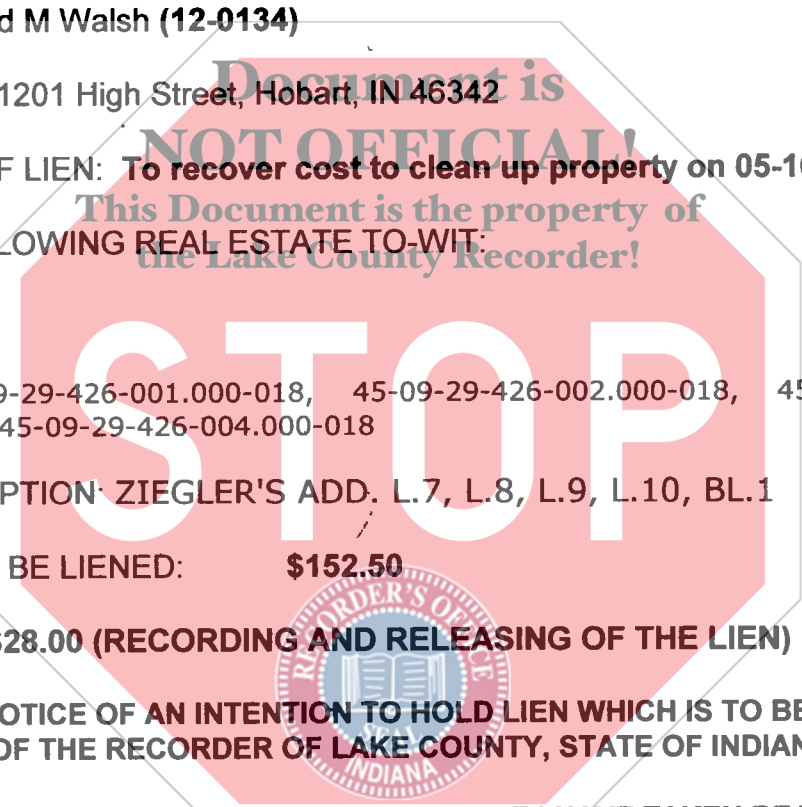 d M Walsh (12-0134)
Document is
1201 High Street, Hobart, IN 46342
NOT OFFICIAL!
F LIEN: To recover cost to clean up property on 05-1
This Document is the property of
LOWING REAL ESTATE TO-WIT:
the Lake County Recorder!
STOP
9-29-426-001.000-018, 45-09-29-426-002.000-018, 45
45-09-29-426-004.000-018
PTION ZIEGLER'S ADD. L.7, L.8, L.9, L.10, BL.1
BE LIENED: $152.50
RECORDER'S OFFICE
$28.00 (RECORDING AND RELEASING OF THE LIEN)
OTICE OF AN INTENTION TO HOLD LIEN WHICH IS TO BE
SEAL
OF THE RECORDER OF LAKE COUNTY, STATE OF INDIAN
INDIANA